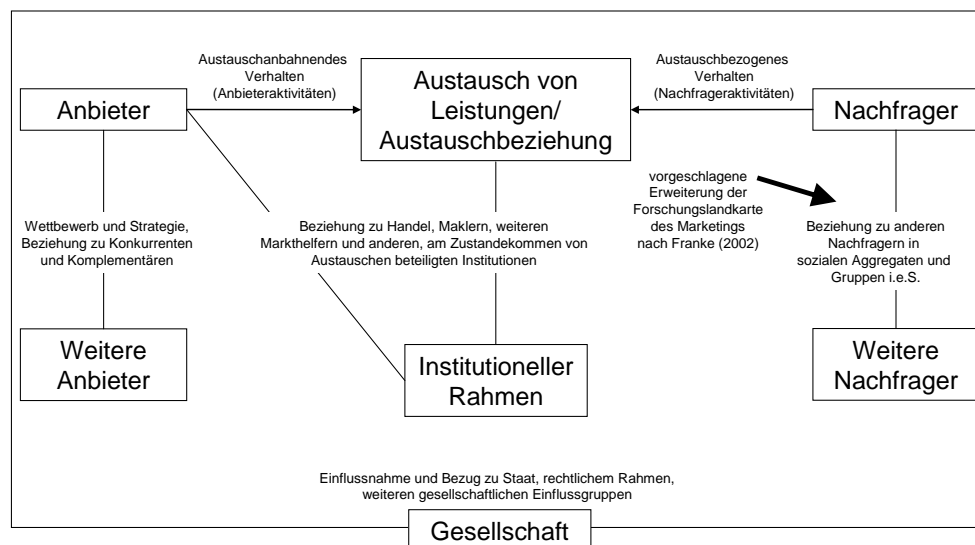 Austauschanbahnendes
Verhalten
(Anbieteraktivitäten)
Austauschbezogenes
Verhalten
(Nachfrageraktivitäten)
Anbieter
Austausch von
Leistungen/
Austauschbeziehung
Nachfrager
vorgeschlagene
Erweiterung der
Forschungslandkarte
des Marketings
nach Franke (2002)
Wettbewerb und Strategie,
Beziehung zu Konkurrenten
und Komplementären
Beziehung zu Handel, Maklern, weiteren
Markthelfern und anderen, am Zustandekommen von
Austauschen beteiligten Institutionen
Beziehung zu anderen
Nachfragern in
sozialen Aggregaten und
Gruppen i.e.S.
Weitere
Anbieter
Institutioneller
Rahmen
Weitere
Nachfrager
Einflussnahme und Bezug zu Staat, rechtlichem Rahmen,
weiteren gesellschaftlichen Einflussgruppen
Gesellschaft